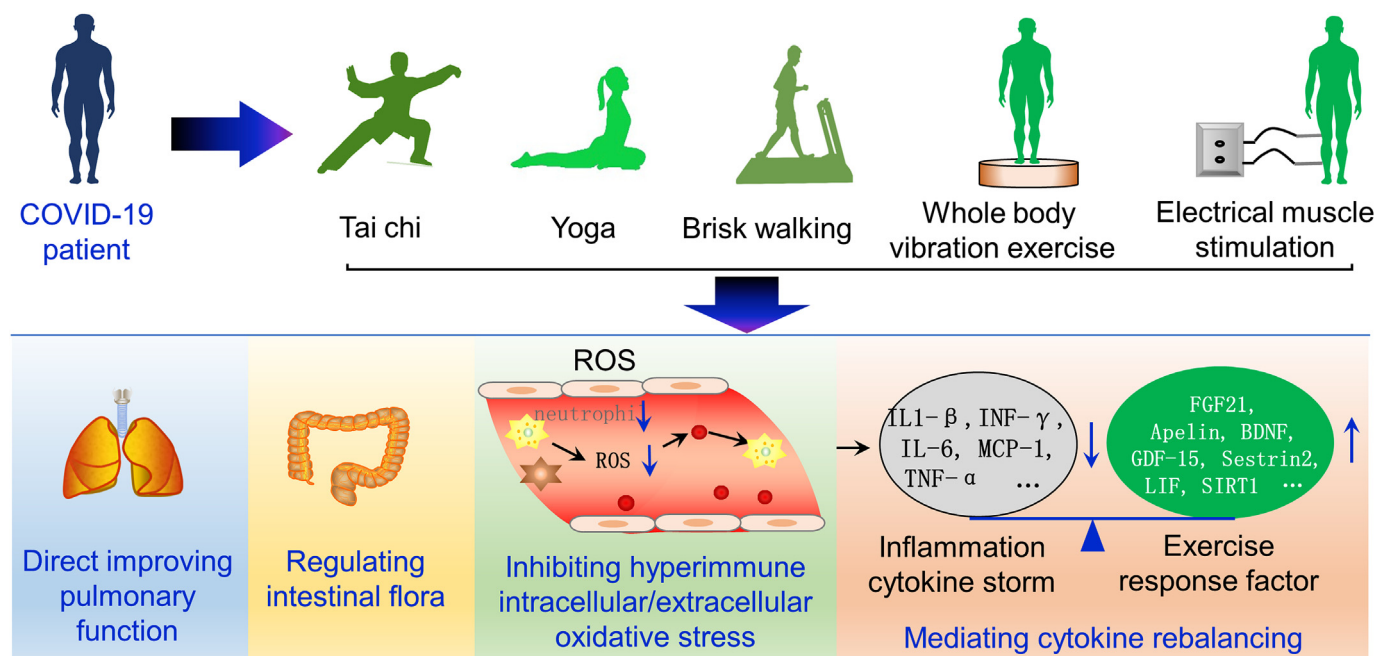 COVID-19
patient
Tai chi
Yoga
Brisk walking
Whole body
vibration exercise
Electrical muscle
stimulation
Direct improving
pulmonary
function
Regulating
intestinal flora
ROS
neutrophi
ROS
Inhibiting hyperimmune
intracellular/extracellular
oxidative stress
IL1-β, INF-γ,
IL-6, MCP-1,
TNF-α ...
Inflammation
cytokine storm
FGF21,
Apelin, BDNF,
GDF-15, Sestrin2,
LIF, SIRT1 ...
Exercise
response factor
Mediating cytokine rebalancing